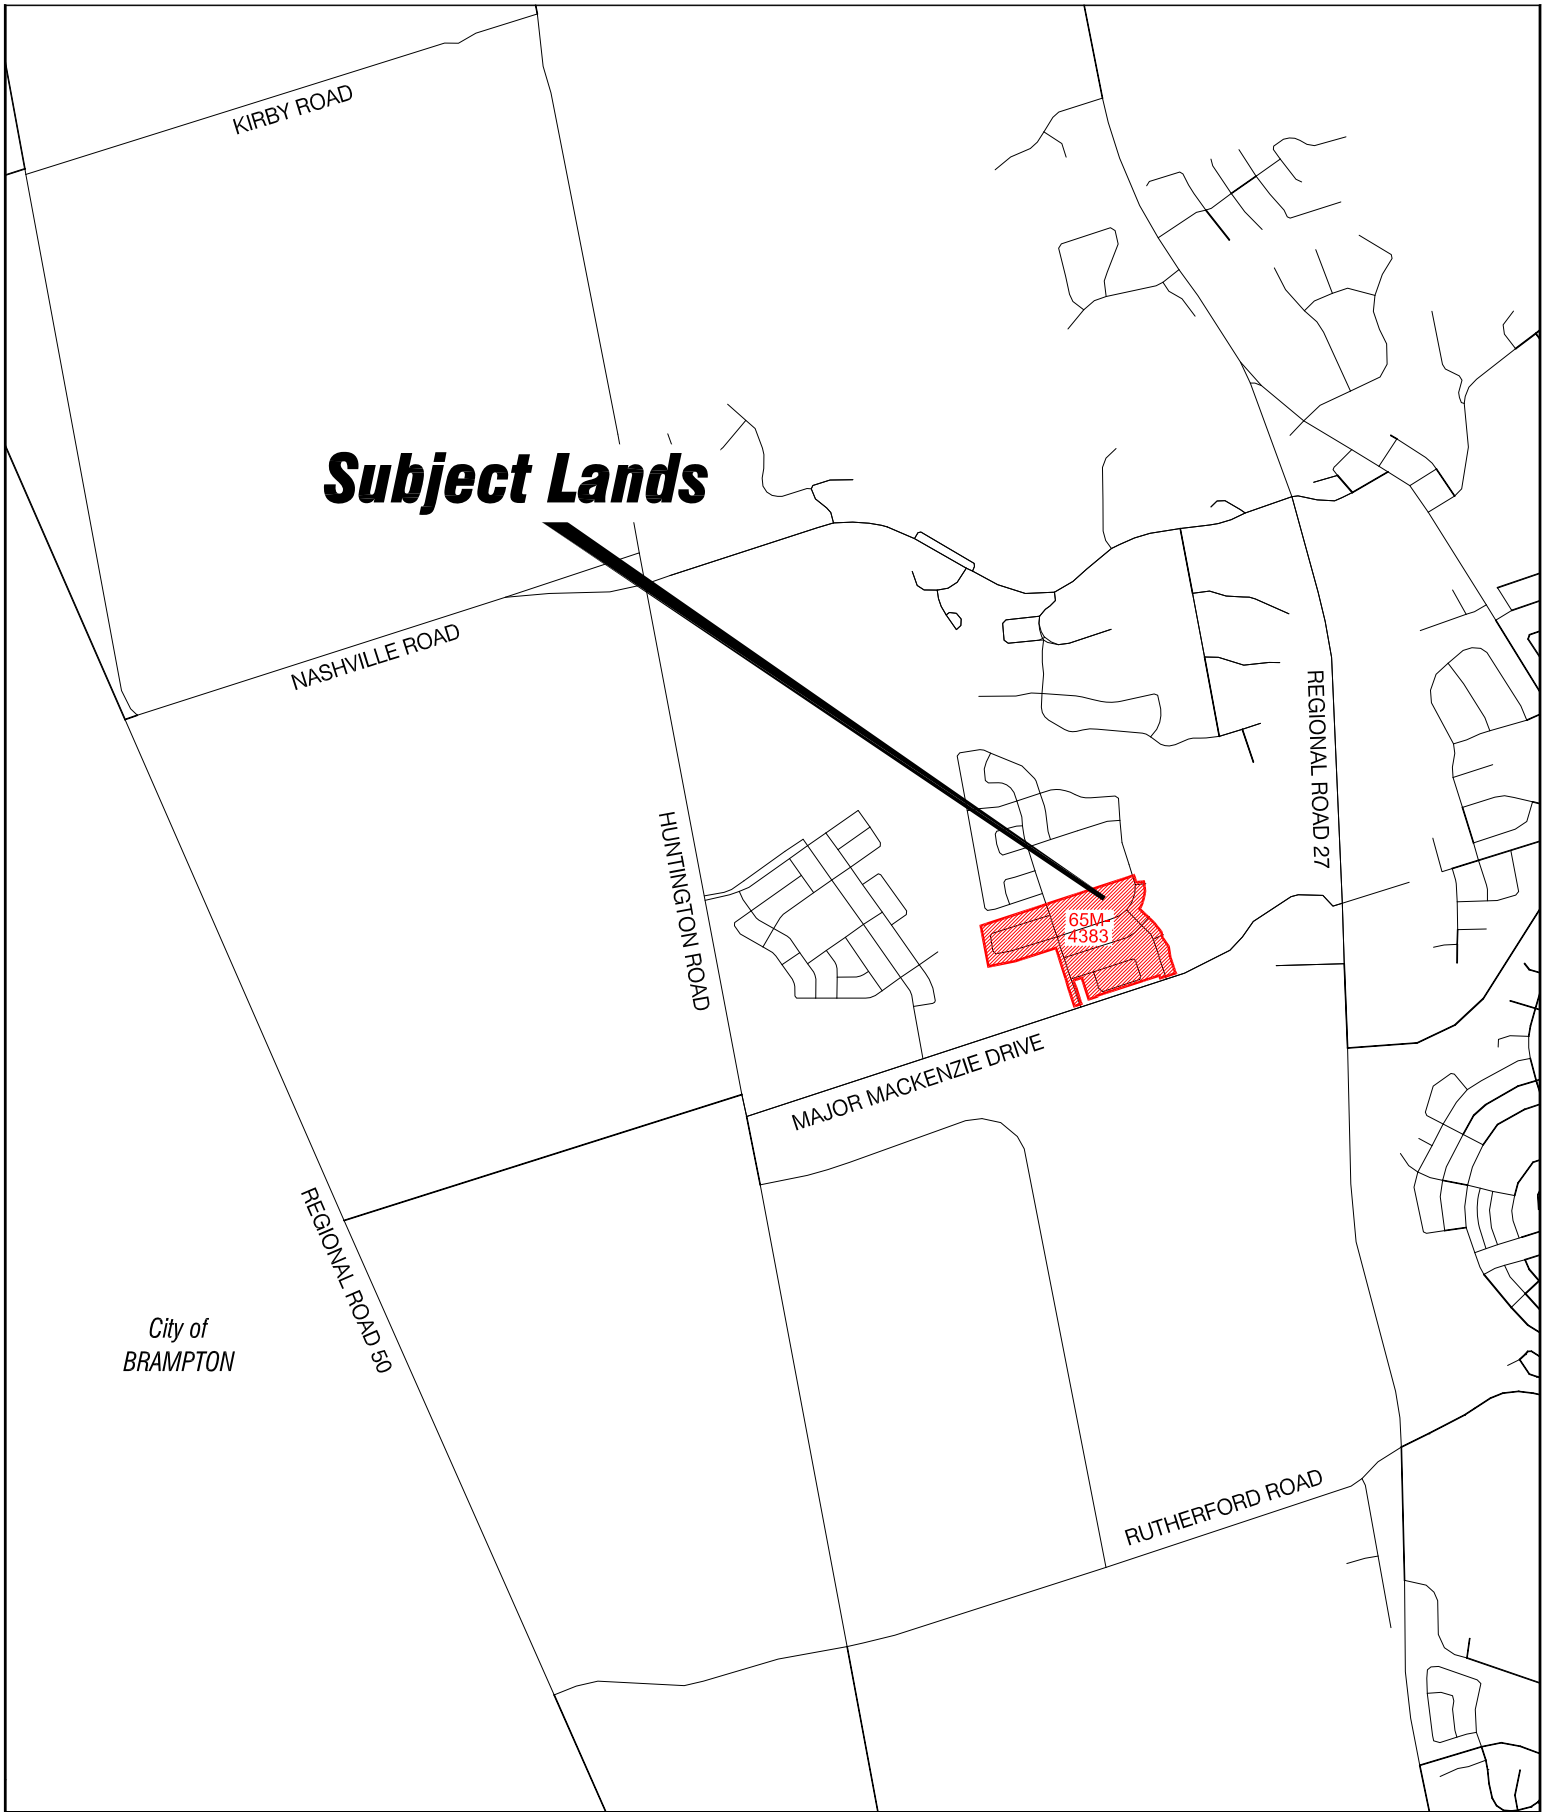 KIRBY ROAD
Subject Lands
NASHVILLE ROAD
REGIONAL ROAD 27
HUNTINGTON ROAD
65M-
4383
MAJOR MACKENZIE DRIVE
REGIONAL ROAD 50
City of
BRAMPTON
RUTHERFORD ROAD